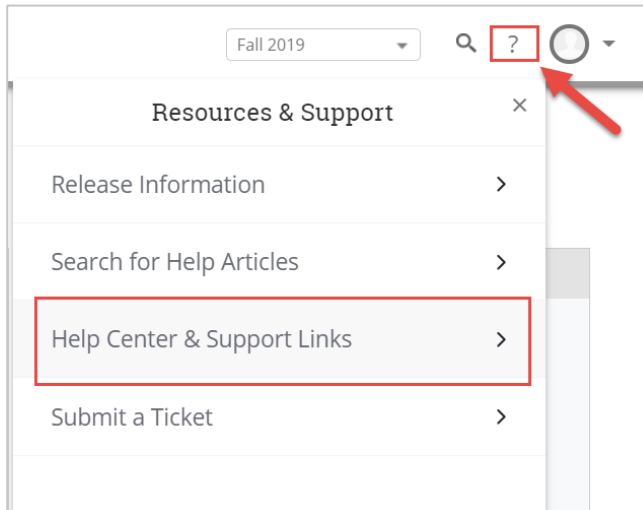 Fall 2019
?
Resources & Support
Release Information
Search for Help Articles
Help Center & Support Links
Submit a Ticket